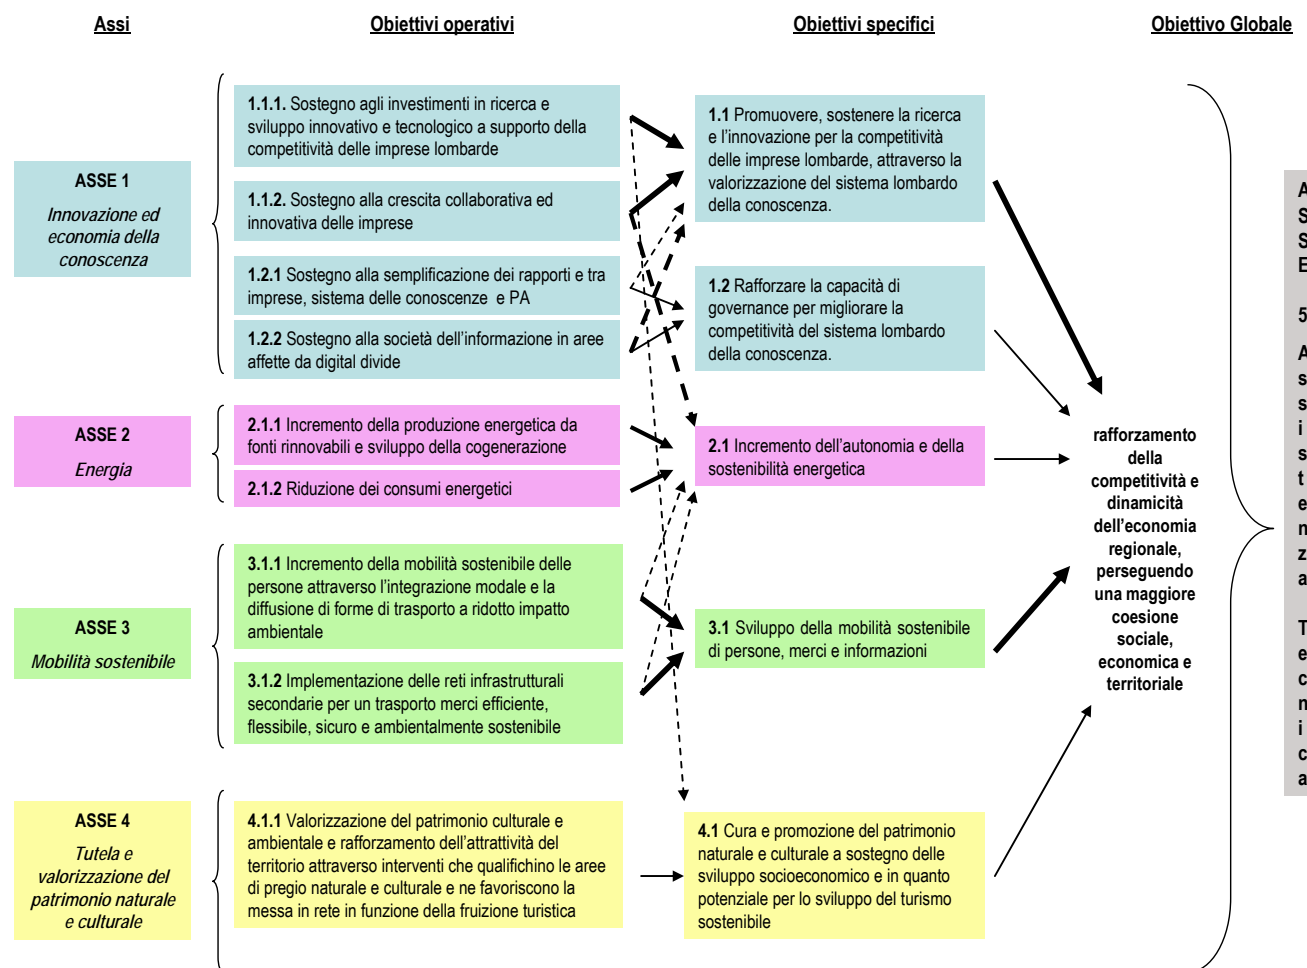 Assi
Obiettivi operativi
Obiettivi specifici
Obiettivo Globale
ASSE 1
Innovazione ed
economia della
conoscenza
1.1.1. Sostegno agli investimenti in ricerca e
sviluppo innovativo e tecnologico a supporto della
competitività delle imprese lombarde
1.1.2. Sostegno alla crescita collaborativa ed
innovativa delle imprese
1.2.1 Sostegno alla semplificazione dei rapporti e tra
imprese, sistema delle conoscenze e PA
1.2.2 Sostegno alla società dell'informazione in aree
affette da digital divide
1.1 Promuovere, sostenere la ricerca
e l'innovazione per la competitività
delle imprese lombarde, attraverso la
valorizzazione del sistema lombardo
della conoscenza.
1.2 Rafforzare la capacità di
governance per migliorare la
competitività del sistema lombardo
della conoscenza.
ASSE 2
Energia
2.1.1 Incremento della produzione energetica da
fonti rinnovabili e sviluppo della cogenerazione
2.1.2 Riduzione dei consumi energetici
2.1 Incremento dell'autonomia e della
sostenibilità energetica
ASSE 3
Mobilità sostenibile
3.1.1 Incremento della mobilità sostenibile delle
persone attraverso l'integrazione modale e la
diffusione di forme di trasporto a ridotto impatto
ambientale
3.1.2 Implementazione delle reti infrastrutturali
secondarie per un trasporto merci efficiente,
flessibile, sicuro e ambientalmente sostenibile
3.1 Sviluppo della mobilità sostenibile
di persone, merci e informazioni
ASSE 4
Tutela e
valorizzazione del
patrimonio naturale
e culturale
4.1.1 Valorizzazione del patrimonio culturale e
ambientale e rafforzamento dell'attrattività del
territorio attraverso interventi che qualifichino le aree
di pregio naturale e culturale e ne favoriscono la
messa in rete in funzione della fruizione turistica
4.1 Cura e promozione del patrimonio
naturale e culturale a sostegno delle
sviluppo socioeconomico e in quanto
potenziale per lo sviluppo del turismo
sostenibile
rafforzamento
della
competitività e
dinamicità
dell'economia
regionale,
perseguendo
una maggiore
coesione
sociale,
economica e
territoriale
A
S
S
E
5
A
s
s
i
s
t
e
n
z
a
T
e
c
n
i
c
a